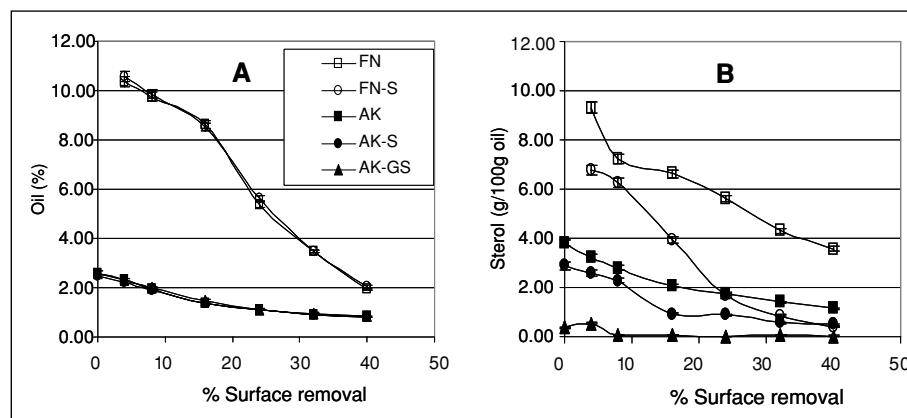 12.00
10.00
8.00
6.00
4.00
2.00
0.00
Oil (%)
0 10 20 30 40 50
% Surface removal
A
FN
FN-S
AK
AK-S
AK-GS
12.00
10.00
8.00
6.00
4.00
2.00
0.00
Sterol (g/100g oil)
0 10 20 30 40 50
% Surface removal
B